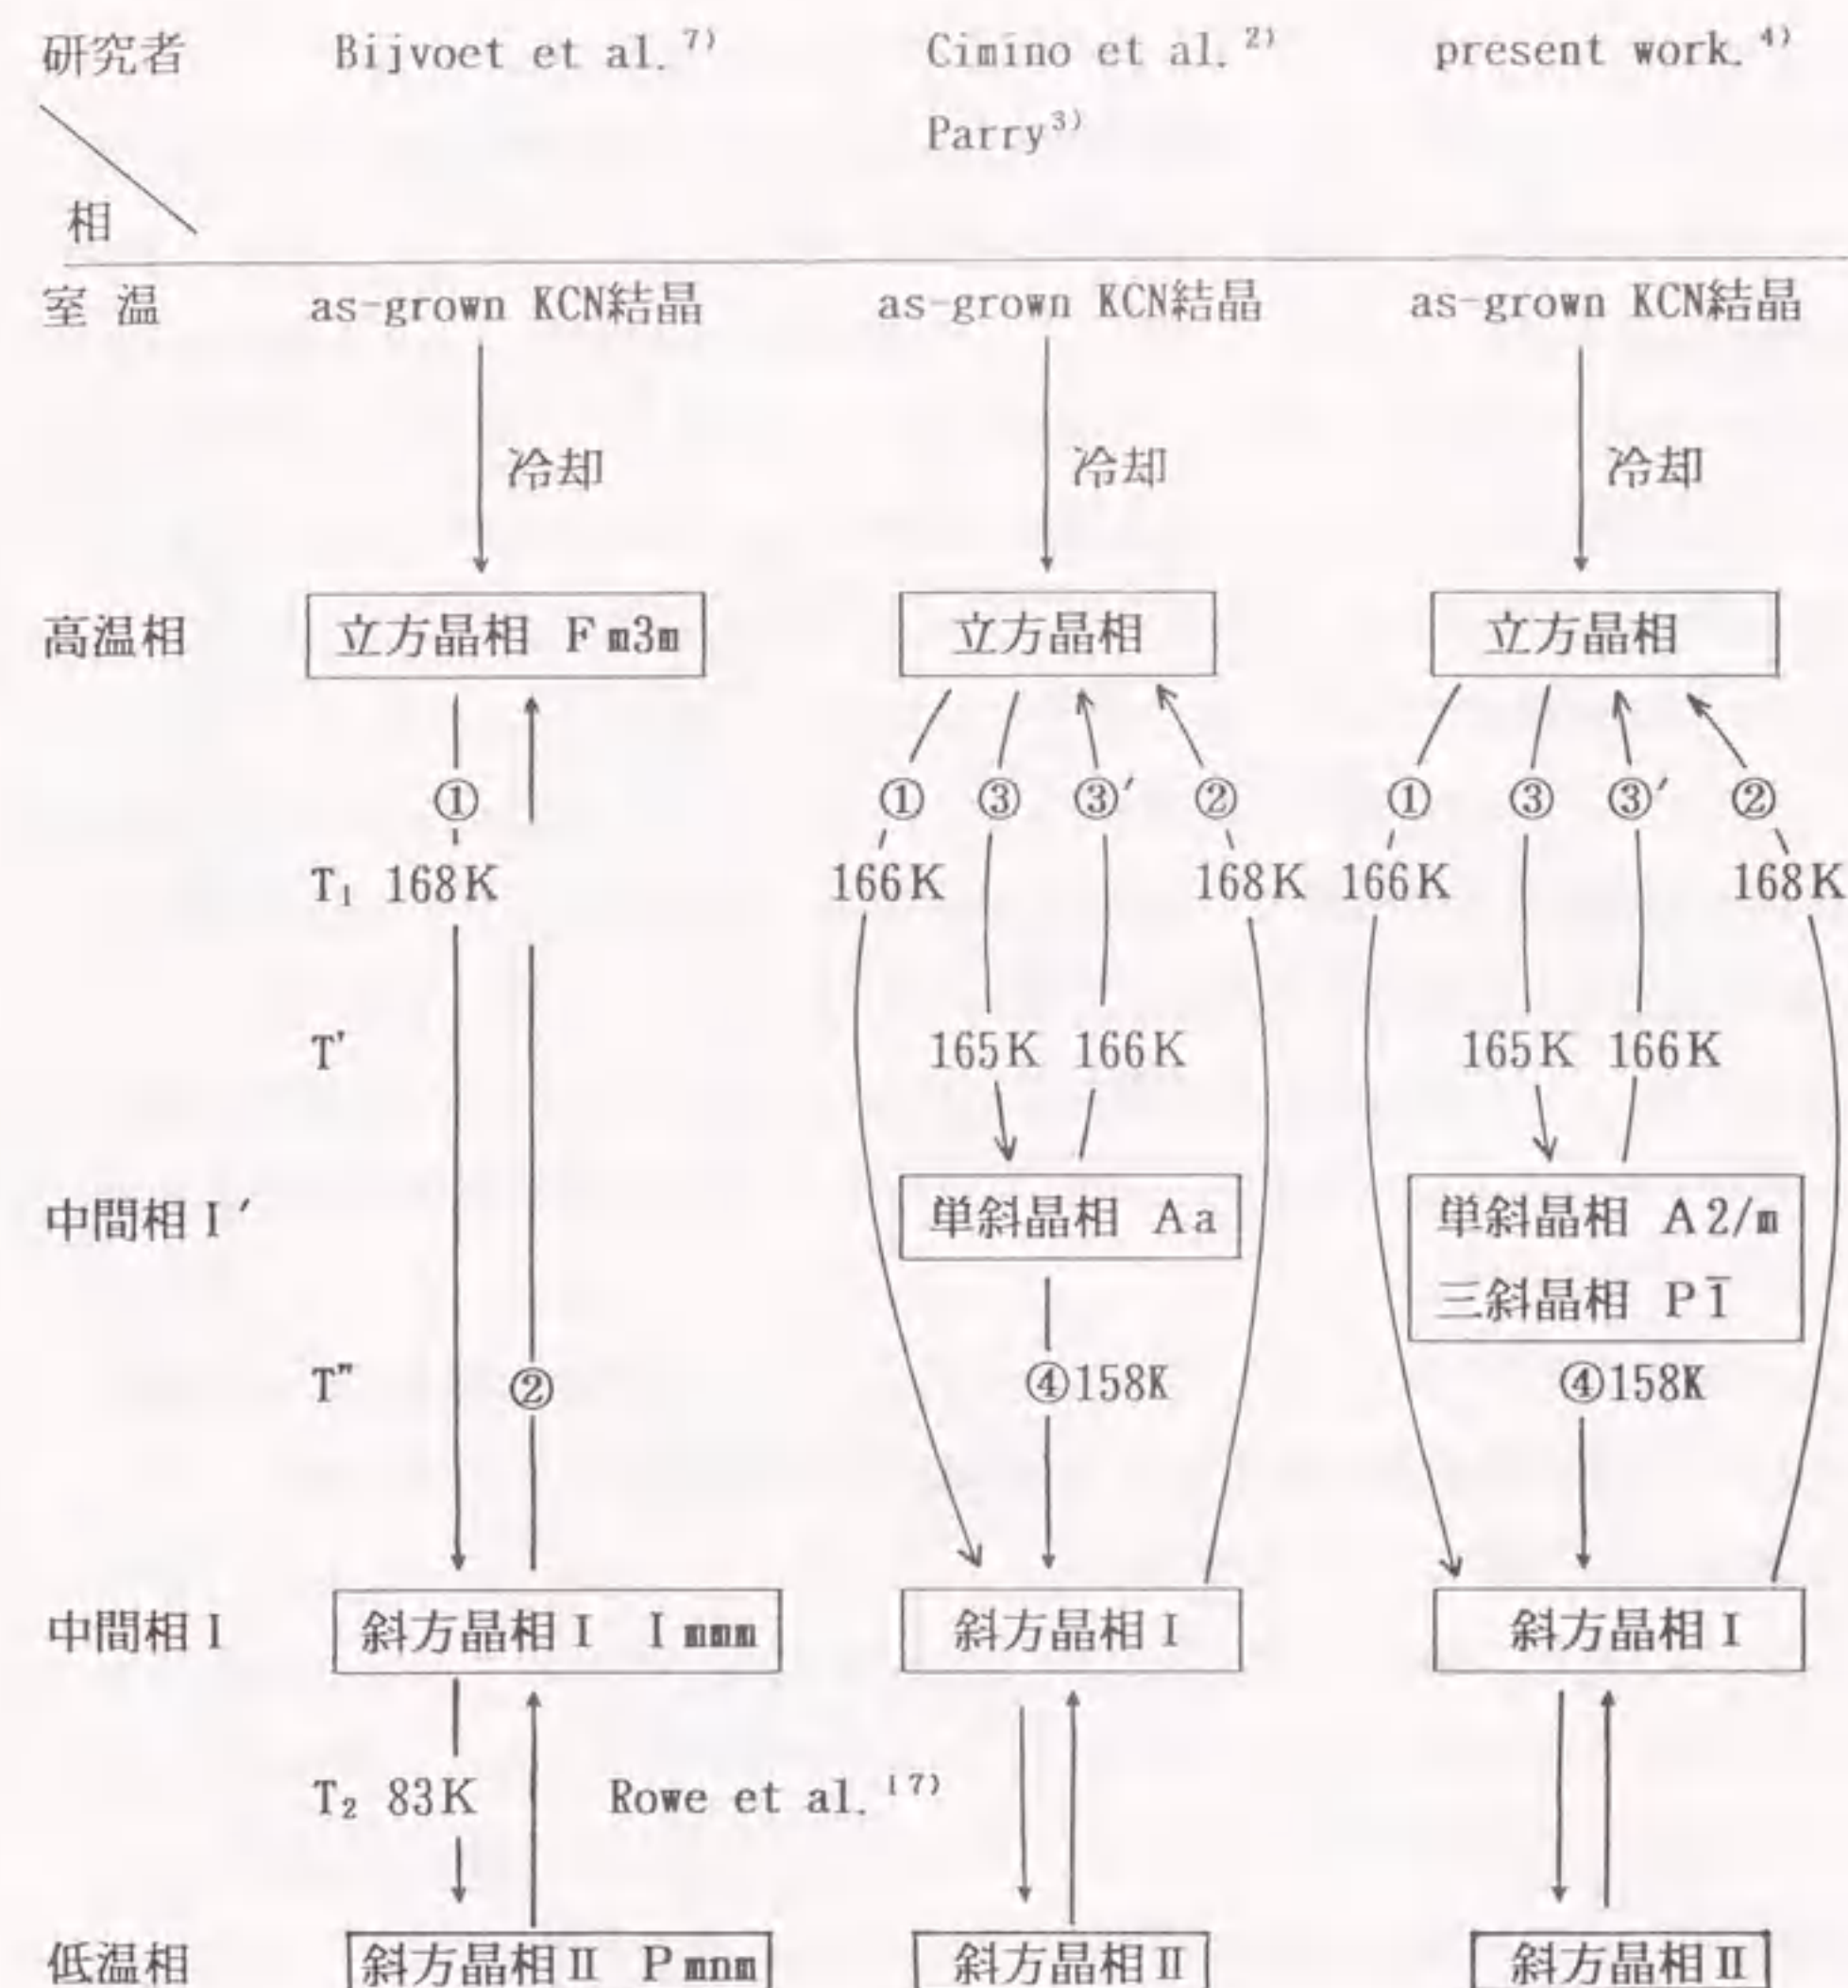 研究者 Bijvoet et al.⁷⁾ Cimino et al.²⁾ present work.⁴⁾
Parry³⁾
相
室 温 as-grown KCN結晶 as-grown KCN結晶 as-grown KCN結晶
冷却 冷却 冷却
高温相 立方晶相 Fm3m 立方晶相 立方晶相
① ① ③ ③′ ② ① ③ ③′ ②
T₁ 168K 166K 168K 166K 168K
T' 165K 166K 165K 166K
中間相I′ 単斜晶相 Aa 単斜晶相 A2/m
三斜晶相 P1̅
T" ② ④158K ④158K
中間相I 斜方晶相I Immm 斜方晶相I 斜方晶相I
T₂ 83K Rowe et al.¹⁷⁾
低温相 斜方晶相Ⅱ Pmnm 斜方晶相Ⅱ 斜方晶相Ⅱ